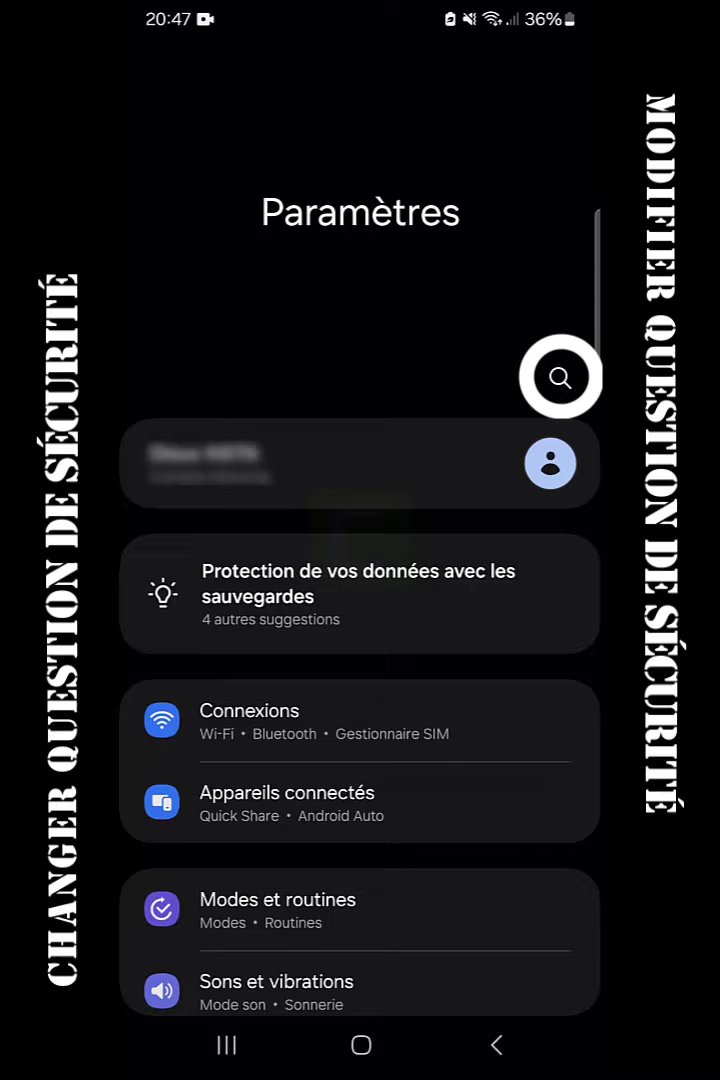 20:47
36%
Paramètres
Protection de vos données avec les
sauvegardes
4 autres suggestions
Connexions
Wi-Fi • Bluetooth • Gestionnaire SIM
Appareils connectés
Quick Share • Android Auto
Modes et routines
Modes • Routines
Sons et vibrations
Mode son • Sonnerie
CHANGER QUESTION DE SÉCURITÉ
MODIFIER QUESTION DE SÉCURITÉ